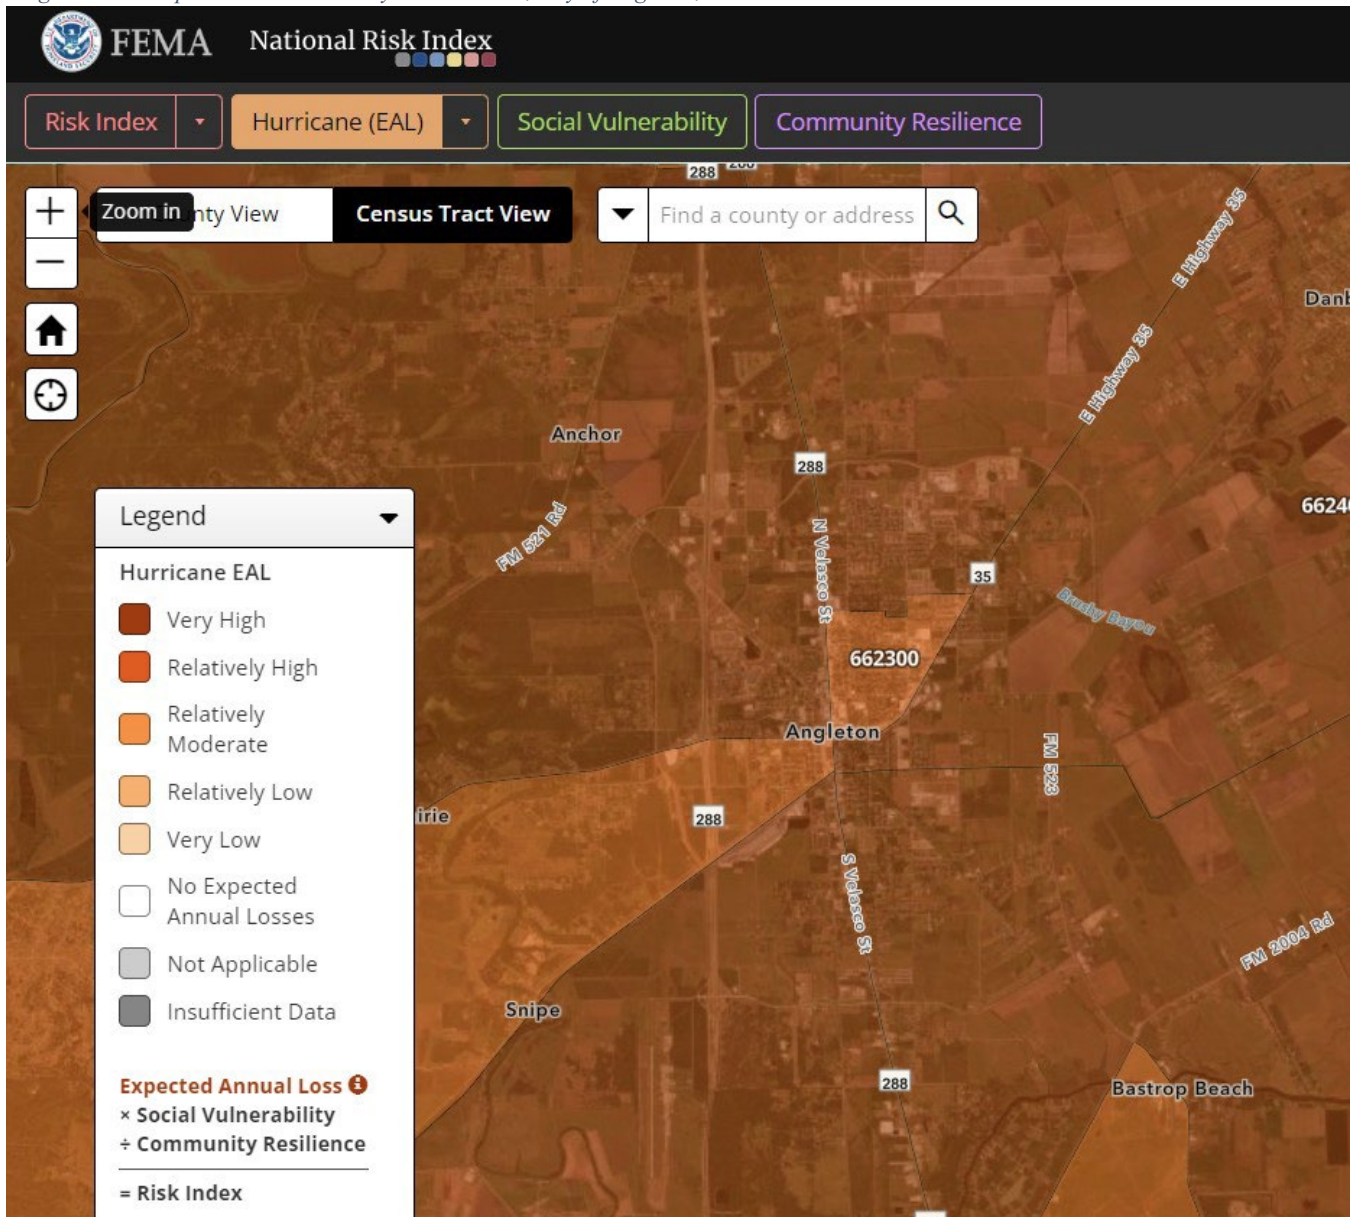 FEMA National Risk Index
Risk Index
Hurricane (EAL)
Social Vulnerability
Community Resilience
288
Zoom in
nty View
Census Tract View
Find a county or address
E Highway 35
Danb
E Highway 35
Anchor
288
6624
Legend
FM 521 Rd
N Velasco St
35
Hurricane EAL
Brushy Bayou
Very High
662300
Relatively High
Relatively
Moderate
Angleton
FM 523
Relatively Low
irie
288
Very Low
No Expected
Annual Losses
S Velasco St
Not Applicable
FM 2004 Rd
Insufficient Data
Snipe
Expected Annual Loss
288
Bastrop Beach
× Social Vulnerability
÷ Community Resilience
= Risk Index